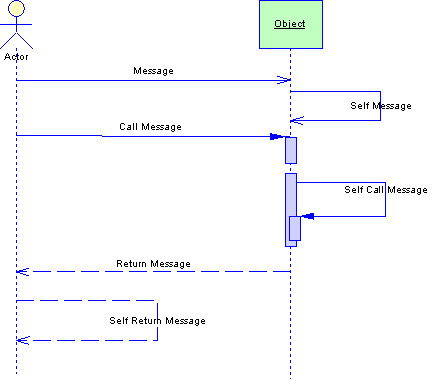 Object
Actor
Message
Self Message
Call Message
Self Call Message
Return Message
Self Return Message